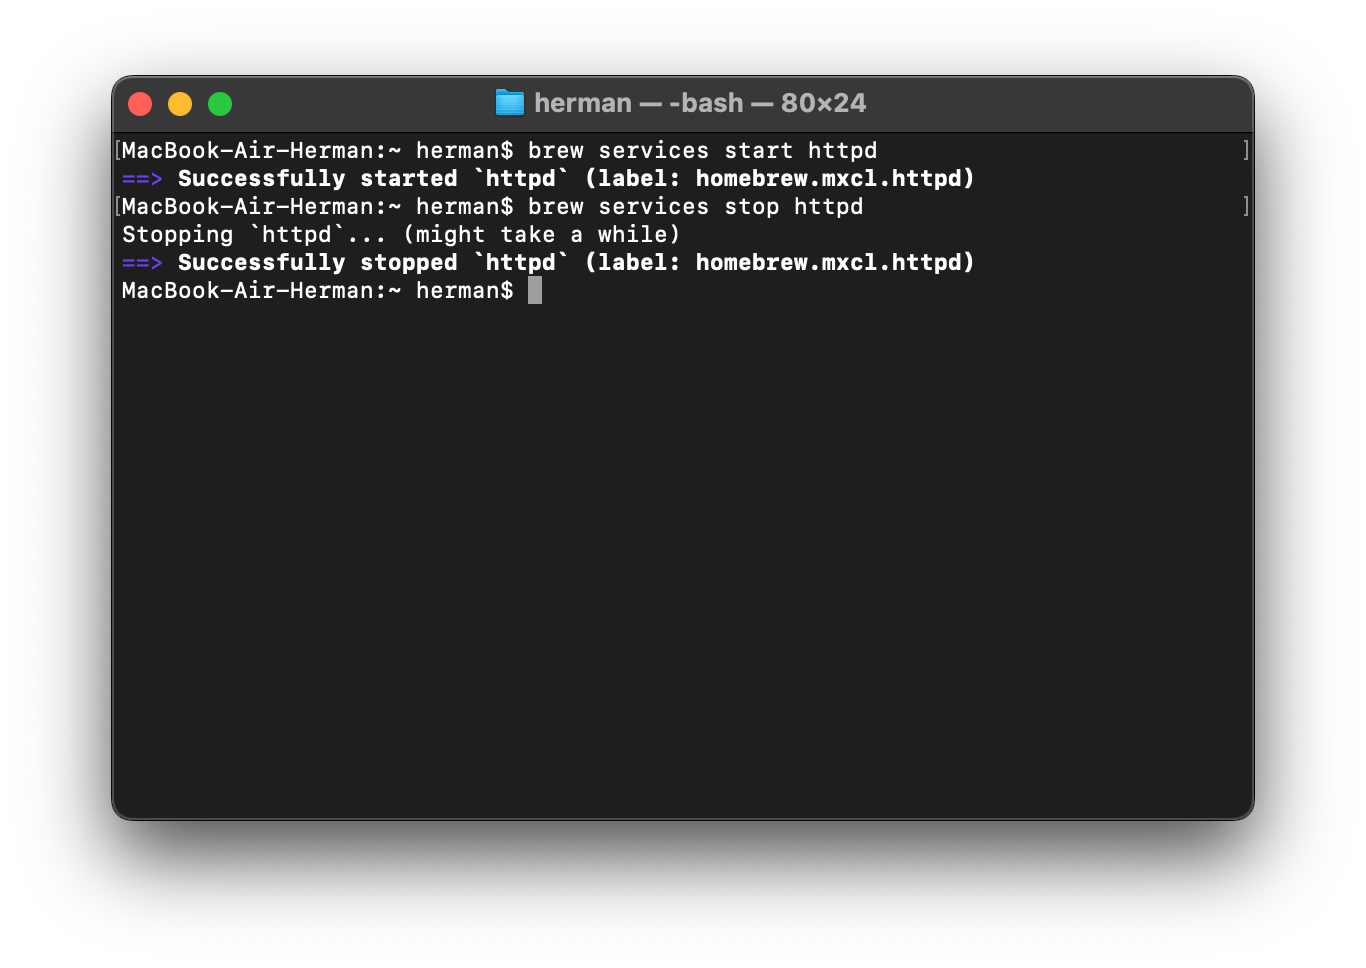 herman — -bash — 80×24
[MacBook-Air-Herman:~ herman$ brew services start httpd ]
==> Successfully started `httpd` (label: homebrew.mxcl.httpd)
[MacBook-Air-Herman:~ herman$ brew services stop httpd ]
Stopping `httpd`... (might take a while)
==> Successfully stopped `httpd` (label: homebrew.mxcl.httpd)
MacBook-Air-Herman:~ herman$